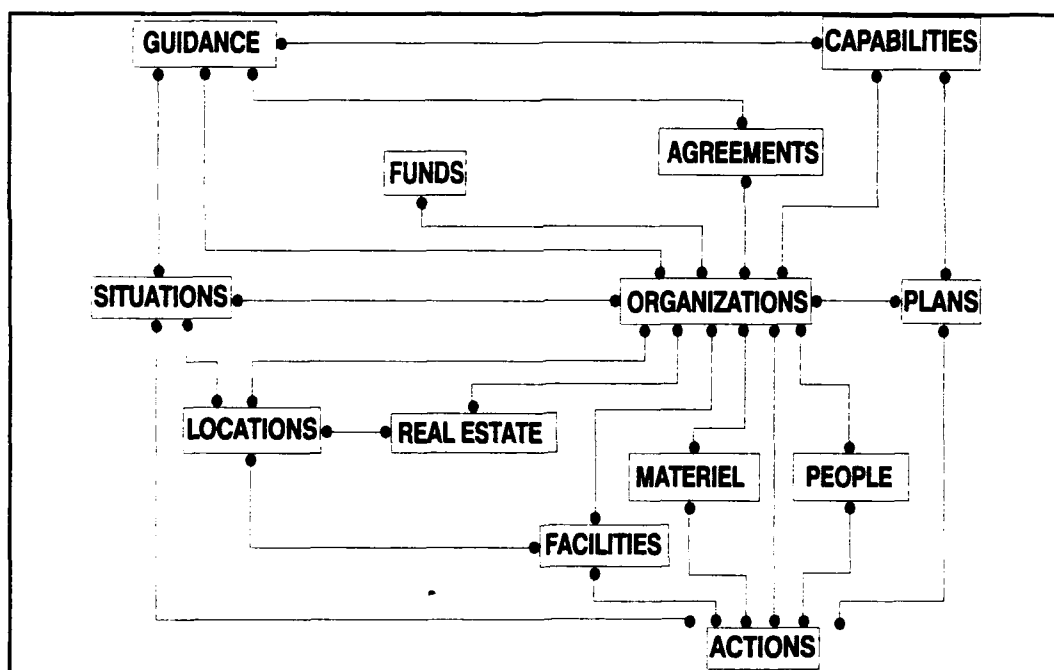 GUIDANCE
CAPABILITIES
AGREEMENTS
FUNDS
SITUATIONS
ORGANIZATIONS
PLANS
LOCATIONS
REAL ESTATE
MATERIEL
PEOPLE
FACILITIES
ACTIONS